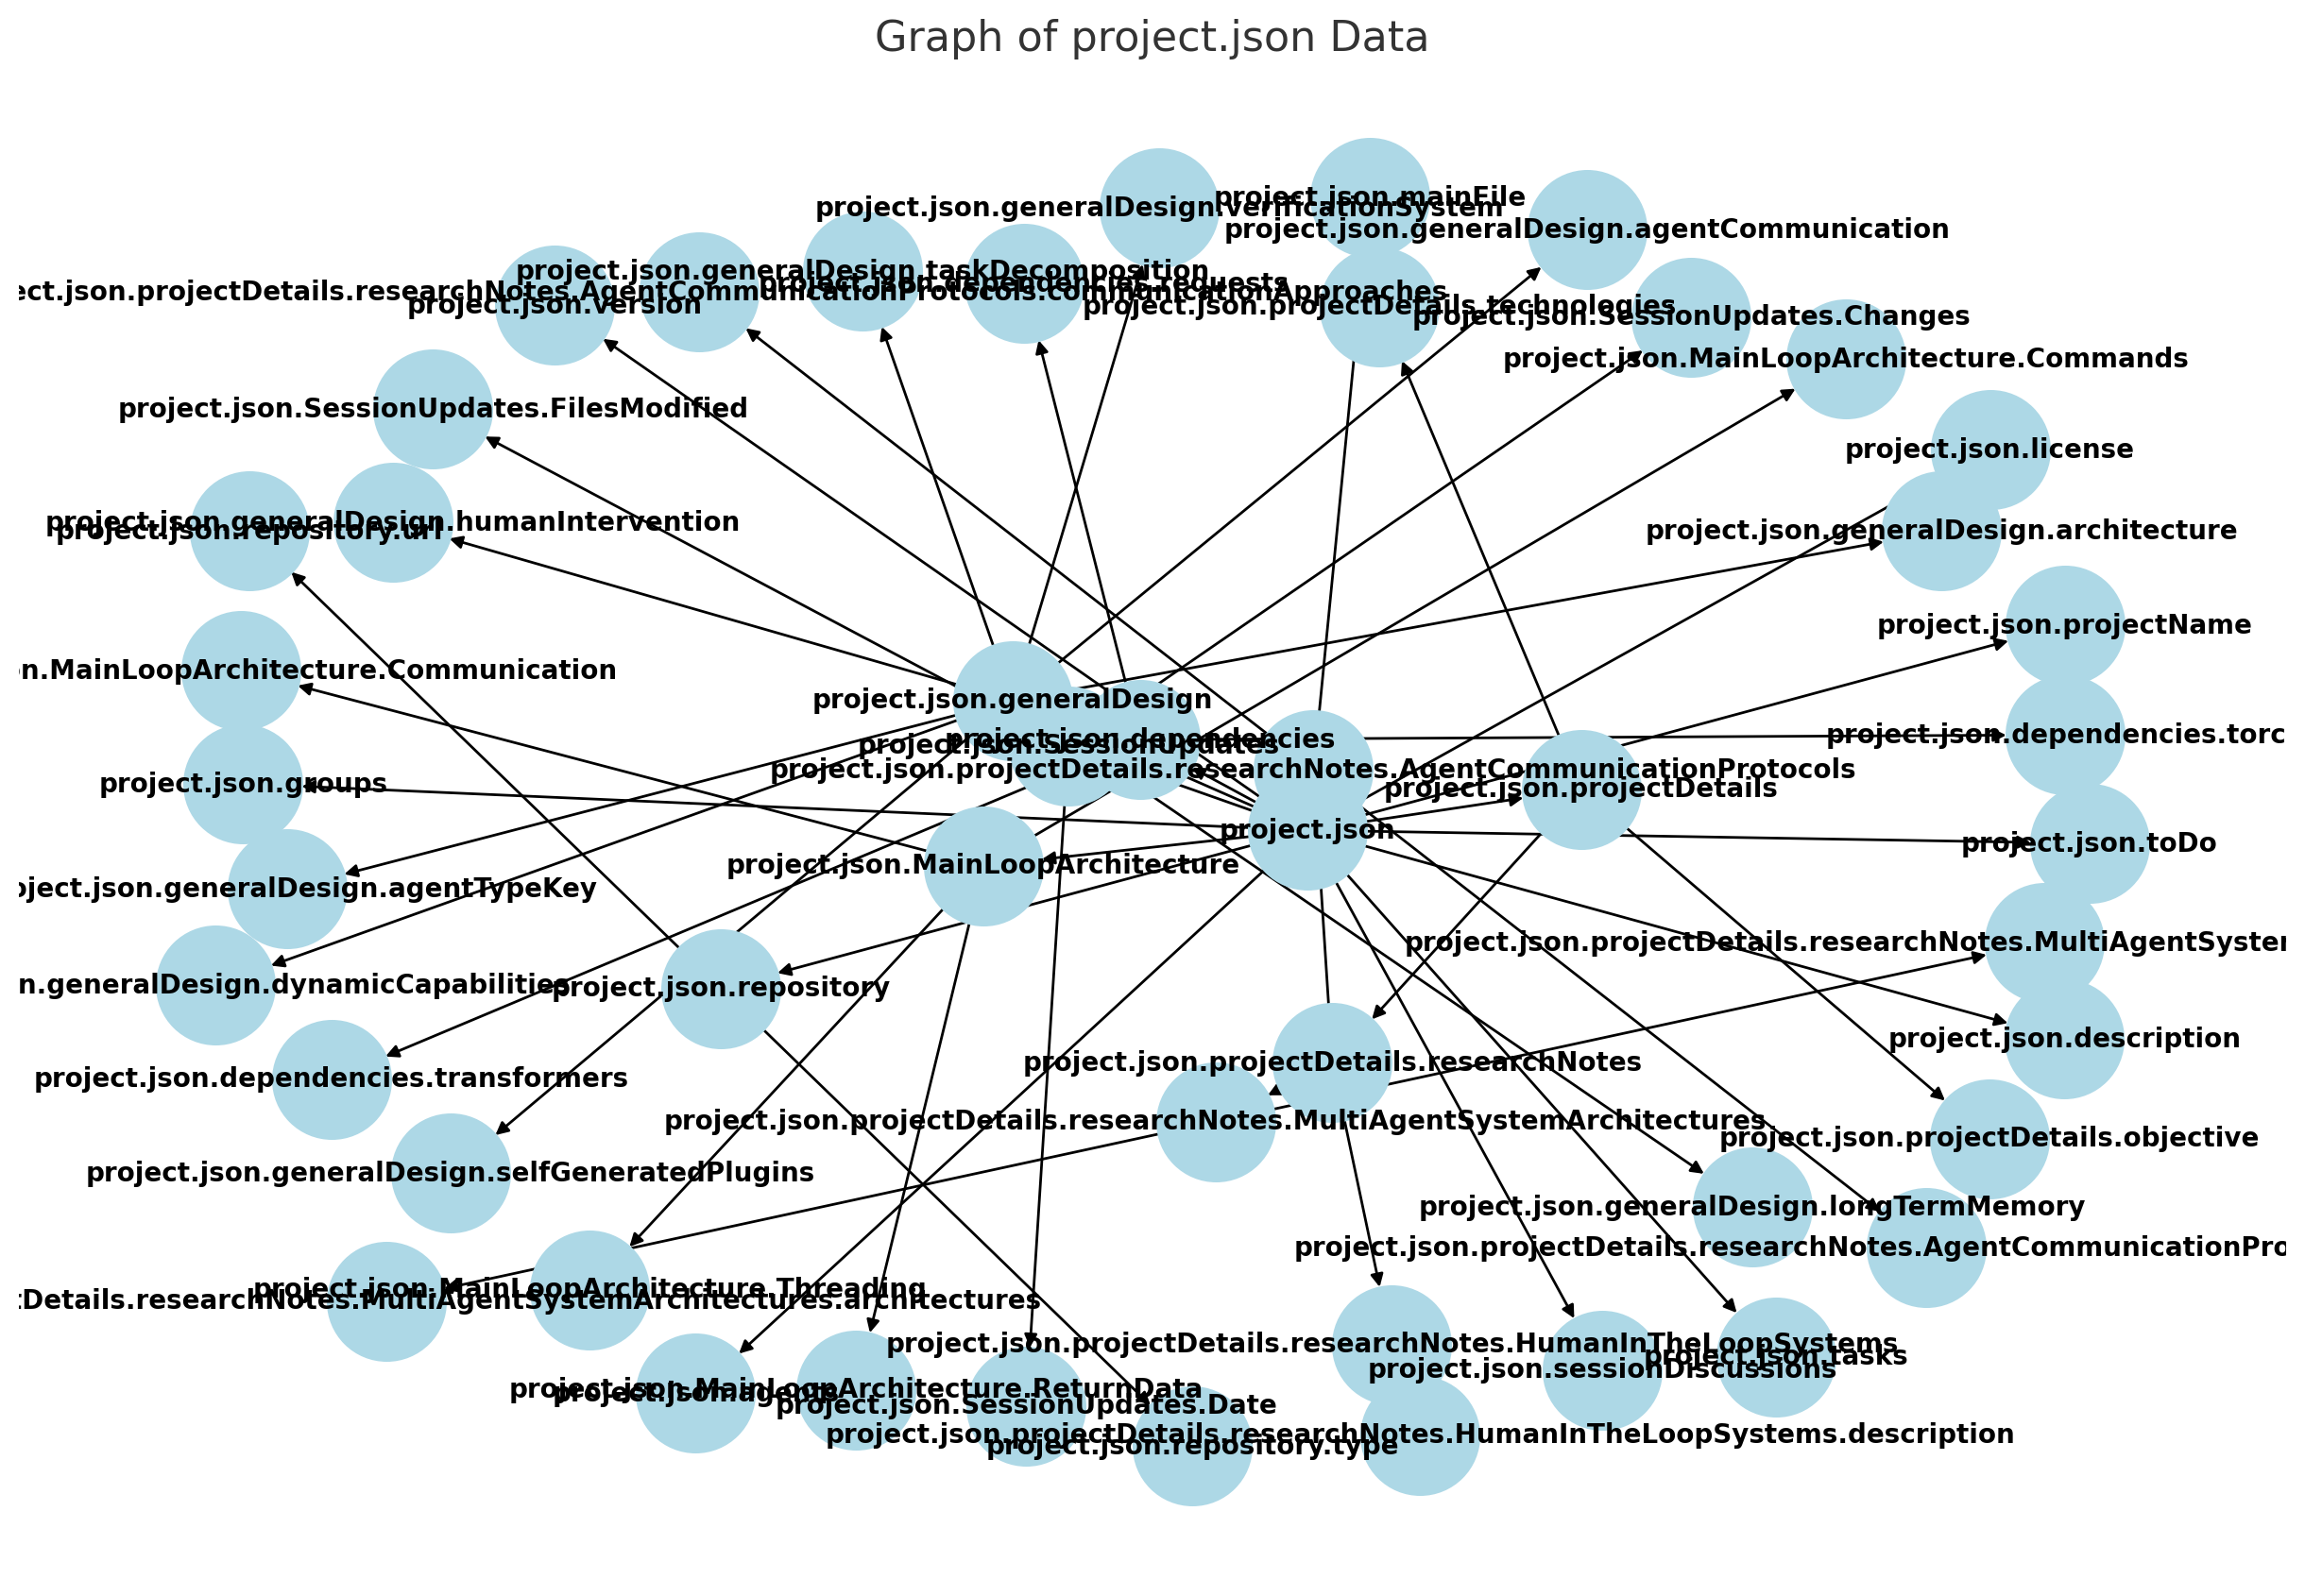 Graph of project.json Data
project.json.mainFile
project.json.generalDesign.verificationSystem
project.json.generalDesign.agentCommunication
project.json.generalDesign.taskDecomposition
project.json.dependencies.requests
ect.json.projectDetails.researchNotes.AgentCommunicationProtocols.communicationApproaches
project.json.version
project.json.projectDetails.technologies
project.json.SessionUpdates.Changes
project.json.MainLoopArchitecture.Commands
project.json.SessionUpdates.FilesModified
project.json.license
project.json.generalDesign.humanIntervention
project.json.repository.url
project.json.generalDesign.architecture
project.json.projectName
n.MainLoopArchitecture.Communication
project.json.generalDesign
project.json.dependencies
project.json.SessionUpdates
project.json.dependencies.torc
project.json.projectDetails.researchNotes.AgentCommunicationProtocols
project.json.groups
project.json.projectDetails
project.json
project.json.toDo
project.json.MainLoopArchitecture
oject.json.generalDesign.agentTypeKey
project.json.projectDetails.researchNotes.MultiAgentSyster
n.generalDesign.dynamicCapabilities
project.json.repository
project.json.description
project.json.projectDetails.researchNotes
project.json.dependencies.transformers
project.json.projectDetails.researchNotes.MultiAgentSystemArchitectures
project.json.projectDetails.objective
project.json.generalDesign.selfGeneratedPlugins
project.json.generalDesign.longTermMemory
project.json.projectDetails.researchNotes.AgentCommunicationPro
project.json.MainLoopArchitecture.Threading
tDetails.researchNotes.MultiAgentSystemArchitectures.architectures
project.json.projectDetails.researchNotes.HumanInTheLoopSystems
project.json.tasks
project.json.sessionDiscussions
project.json.MainLoopArchitecture.ReturnData
project.json.agents
project.json.SessionUpdates.Date
project.json.projectDetails.researchNotes.HumanInTheLoopSystems.description
project.json.repository.type